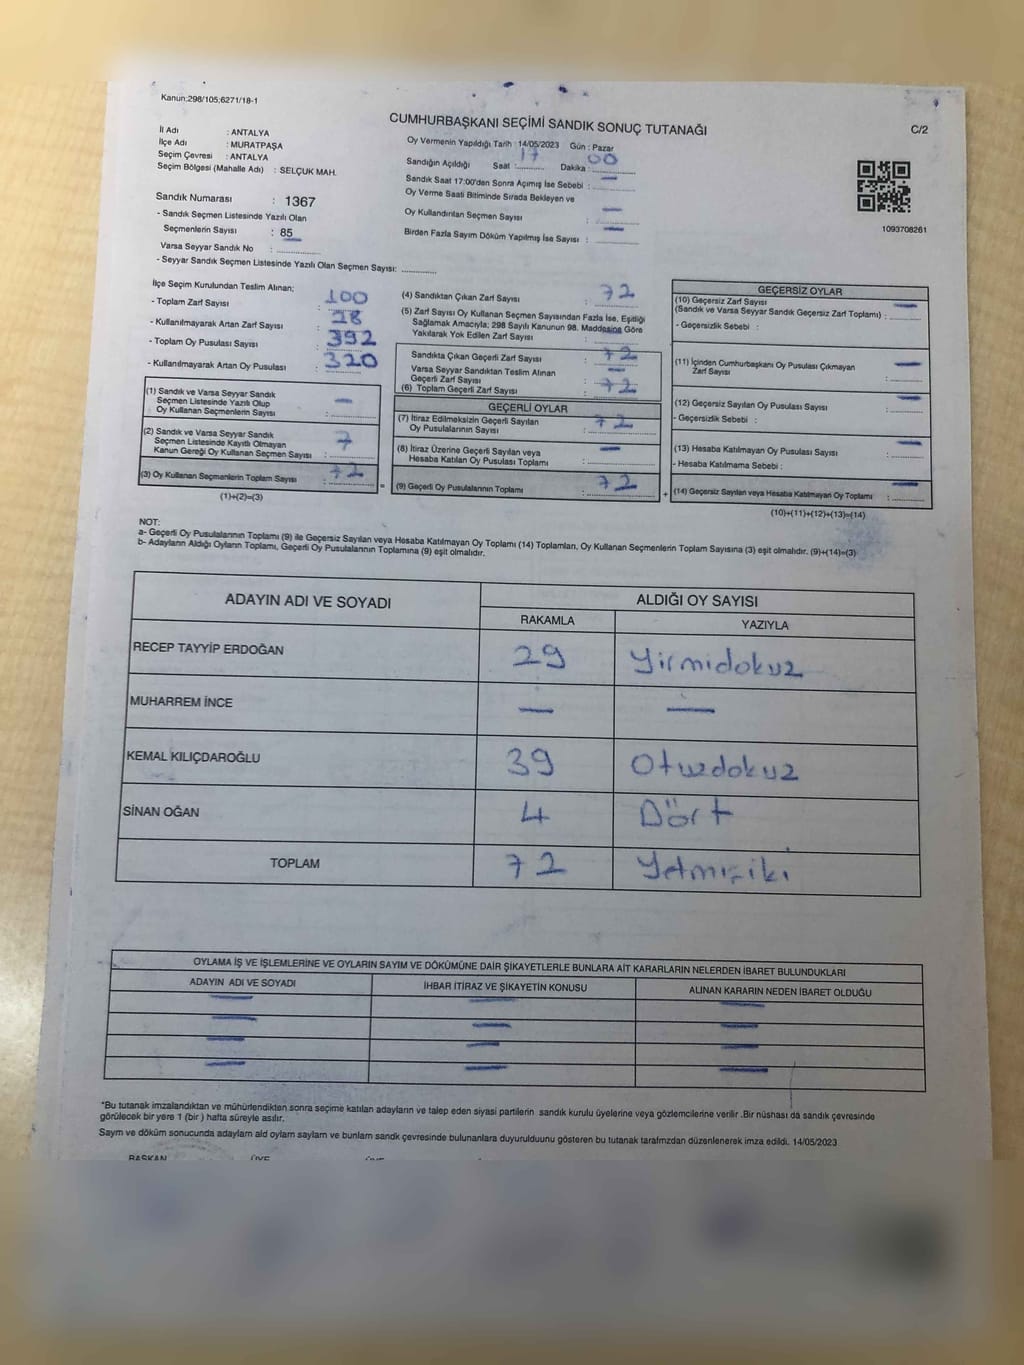 Kanun:298/105;6271/18-1
CUMHURBAŞKANI SEÇİMİ SANDIK SONUÇ TUTANAĞI
C/2
İl Adı : ANTALYA
İlçe Adı : MURATPAŞA
Seçim Çevresi : ANTALYA
Seçim Bölgesi (Mahalle Adı) : SELÇUK MAH.
Sandık Numarası : 1367
- Sandık Seçmen Listesinde Yazılı Olan
Seçmenlerin Sayısı : 85
Varsa Seyyar Sandık No :
- Seyyar Sandık Seçmen Listesinde Yazılı Olan Seçmen Sayısı:
Oy Vermenin Yapıldığı Tarih : 14/05/2023 Gün : Pazar
Sandığın Açıldığı Saat : 17 Dakika : 00
Sandık Saat 17:00'den Sonra Açımış İse Sebebi : —
Oy Verme Saati Bitiminde Sırada Bekleyen ve
Oy Kullandırılan Seçmen Sayısı : —
Birden Fazla Sayım Döküm Yapılmış İse Sayısı : —
1093708261
İlçe Seçim Kurulundan Teslim Alınan;
- Toplam Zarf Sayısı : 100
- Kullanılmayarak Artan Zarf Sayısı : 28
- Toplam Oy Pusulası Sayısı : 392
- Kullanılmayarak Artan Oy Pusulası : 320
(1) Sandık ve Varsa Seyyar Sandık
Seçmen Listesinde Yazılı Olup
Oy Kullanan Seçmenlerin Sayısı : —
(2) Sandık ve Varsa Seyyar Sandık
Seçmen Listesinde Kayıtlı Olmayan
Kanun Gereği Oy Kullanan Seçmen Sayısı : 7
(3) Oy Kullanan Seçmenlerin Toplam Sayısı : 72
(1)+(2)=(3)
(4) Sandıktan Çıkan Zarf Sayısı : 72
(5) Zarf Sayısı Oy Kullanan Seçmen Sayısından Fazla İse, Eşitliği
Sağlamak Amacıyla; 298 Sayılı Kanunun 98. Maddesine Göre
Yakılarak Yok Edilen Zarf Sayısı :
Sandıkta Çıkan Geçerli Zarf Sayısı : 72
Varsa Seyyar Sandıktan Teslim Alınan
Geçerli Zarf Sayısı : —
(6) Toplam Geçerli Zarf Sayısı : 72
GEÇERLİ OYLAR
(7) İtiraz Edilmeksizin Geçerli Sayılan
Oy Pusulalarının Sayısı : 72
(8) İtiraz Üzerine Geçerli Sayılan veya
Hesaba Katılan Oy Pusulası Toplamı : —
= (9) Geçerli Oy Pusulalarının Toplamı : 72
GEÇERSİZ OYLAR
(10) Geçersiz Zarf Sayısı
(Sandık ve Varsa Seyyar Sandık Geçersiz Zarf Toplamı) : —
- Geçersizlik Sebebi :
(11) İçinden Cumhurbaşkanı Oy Pusulası Çıkmayan
Zarf Sayısı : —
(12) Geçersiz Sayılan Oy Pusulası Sayısı : —
- Geçersizlik Sebebi :
(13) Hesaba Katılmayan Oy Pusulası Sayısı : —
- Hesaba Katılmama Sebebi :
+ (14) Geçersiz Sayılan veya Hesaba Katılmayan Oy Toplamı : —
(10)+(11)+(12)+(13)=(14)
NOT:
a- Geçerli Oy Pusulalarının Toplamı (9) ile Geçersiz Sayılan veya Hesaba Katılmayan Oy Toplamı (14) Toplamları, Oy Kullanan Seçmenlerin Toplam Sayısına (3) eşit olmalıdır. (9)+(14)=(3)
b- Adayların Aldığı Oyların Toplamı, Geçerli Oy Pusulalarının Toplamına (9) eşit olmalıdır.
ADAYIN ADI VE SOYADI ALDIĞI OY SAYISI
RAKAMLA YAZIYLA
RECEP TAYYİP ERDOĞAN 29 Yirmidokuz
MUHARREM İNCE — —
KEMAL KILIÇDAROĞLU 39 Otuzdokuz
SİNAN OĞAN 4 Dört
TOPLAM 72 Yetmişiki
OYLAMA İŞ VE İŞLEMLERİNE VE OYLARIN SAYIM VE DÖKÜMÜNE DAİR ŞİKAYETLERLE BUNLARA AİT KARARLARIN NELERDEN İBARET BULUNDUKLARI
ADAYIN ADI VE SOYADI İHBAR İTİRAZ VE ŞİKAYETİN KONUSU ALINAN KARARIN NEDEN İBARET OLDUĞU
— — —
— — —
— — —
— — —
*Bu tutanak imzalandıktan ve mühürlendikten sonra seçime katılan adayların ve talep eden siyasi partilerin sandık kurulu üyelerine veya gözlemcilerine verilir .Bir nüshası da sandık çevresinde
görülecek bir yere 1 (bir ) hafta süreyle asılır.
Sayım ve döküm sonucunda adayların ald oyların sayları ve bunların sandk çevresinde bulunanlara duyurulduunu gösteren bu tutanak tarafmzdan düzenlenerek imza edildi. 14/05/2023
BAŞKAN ÜYE